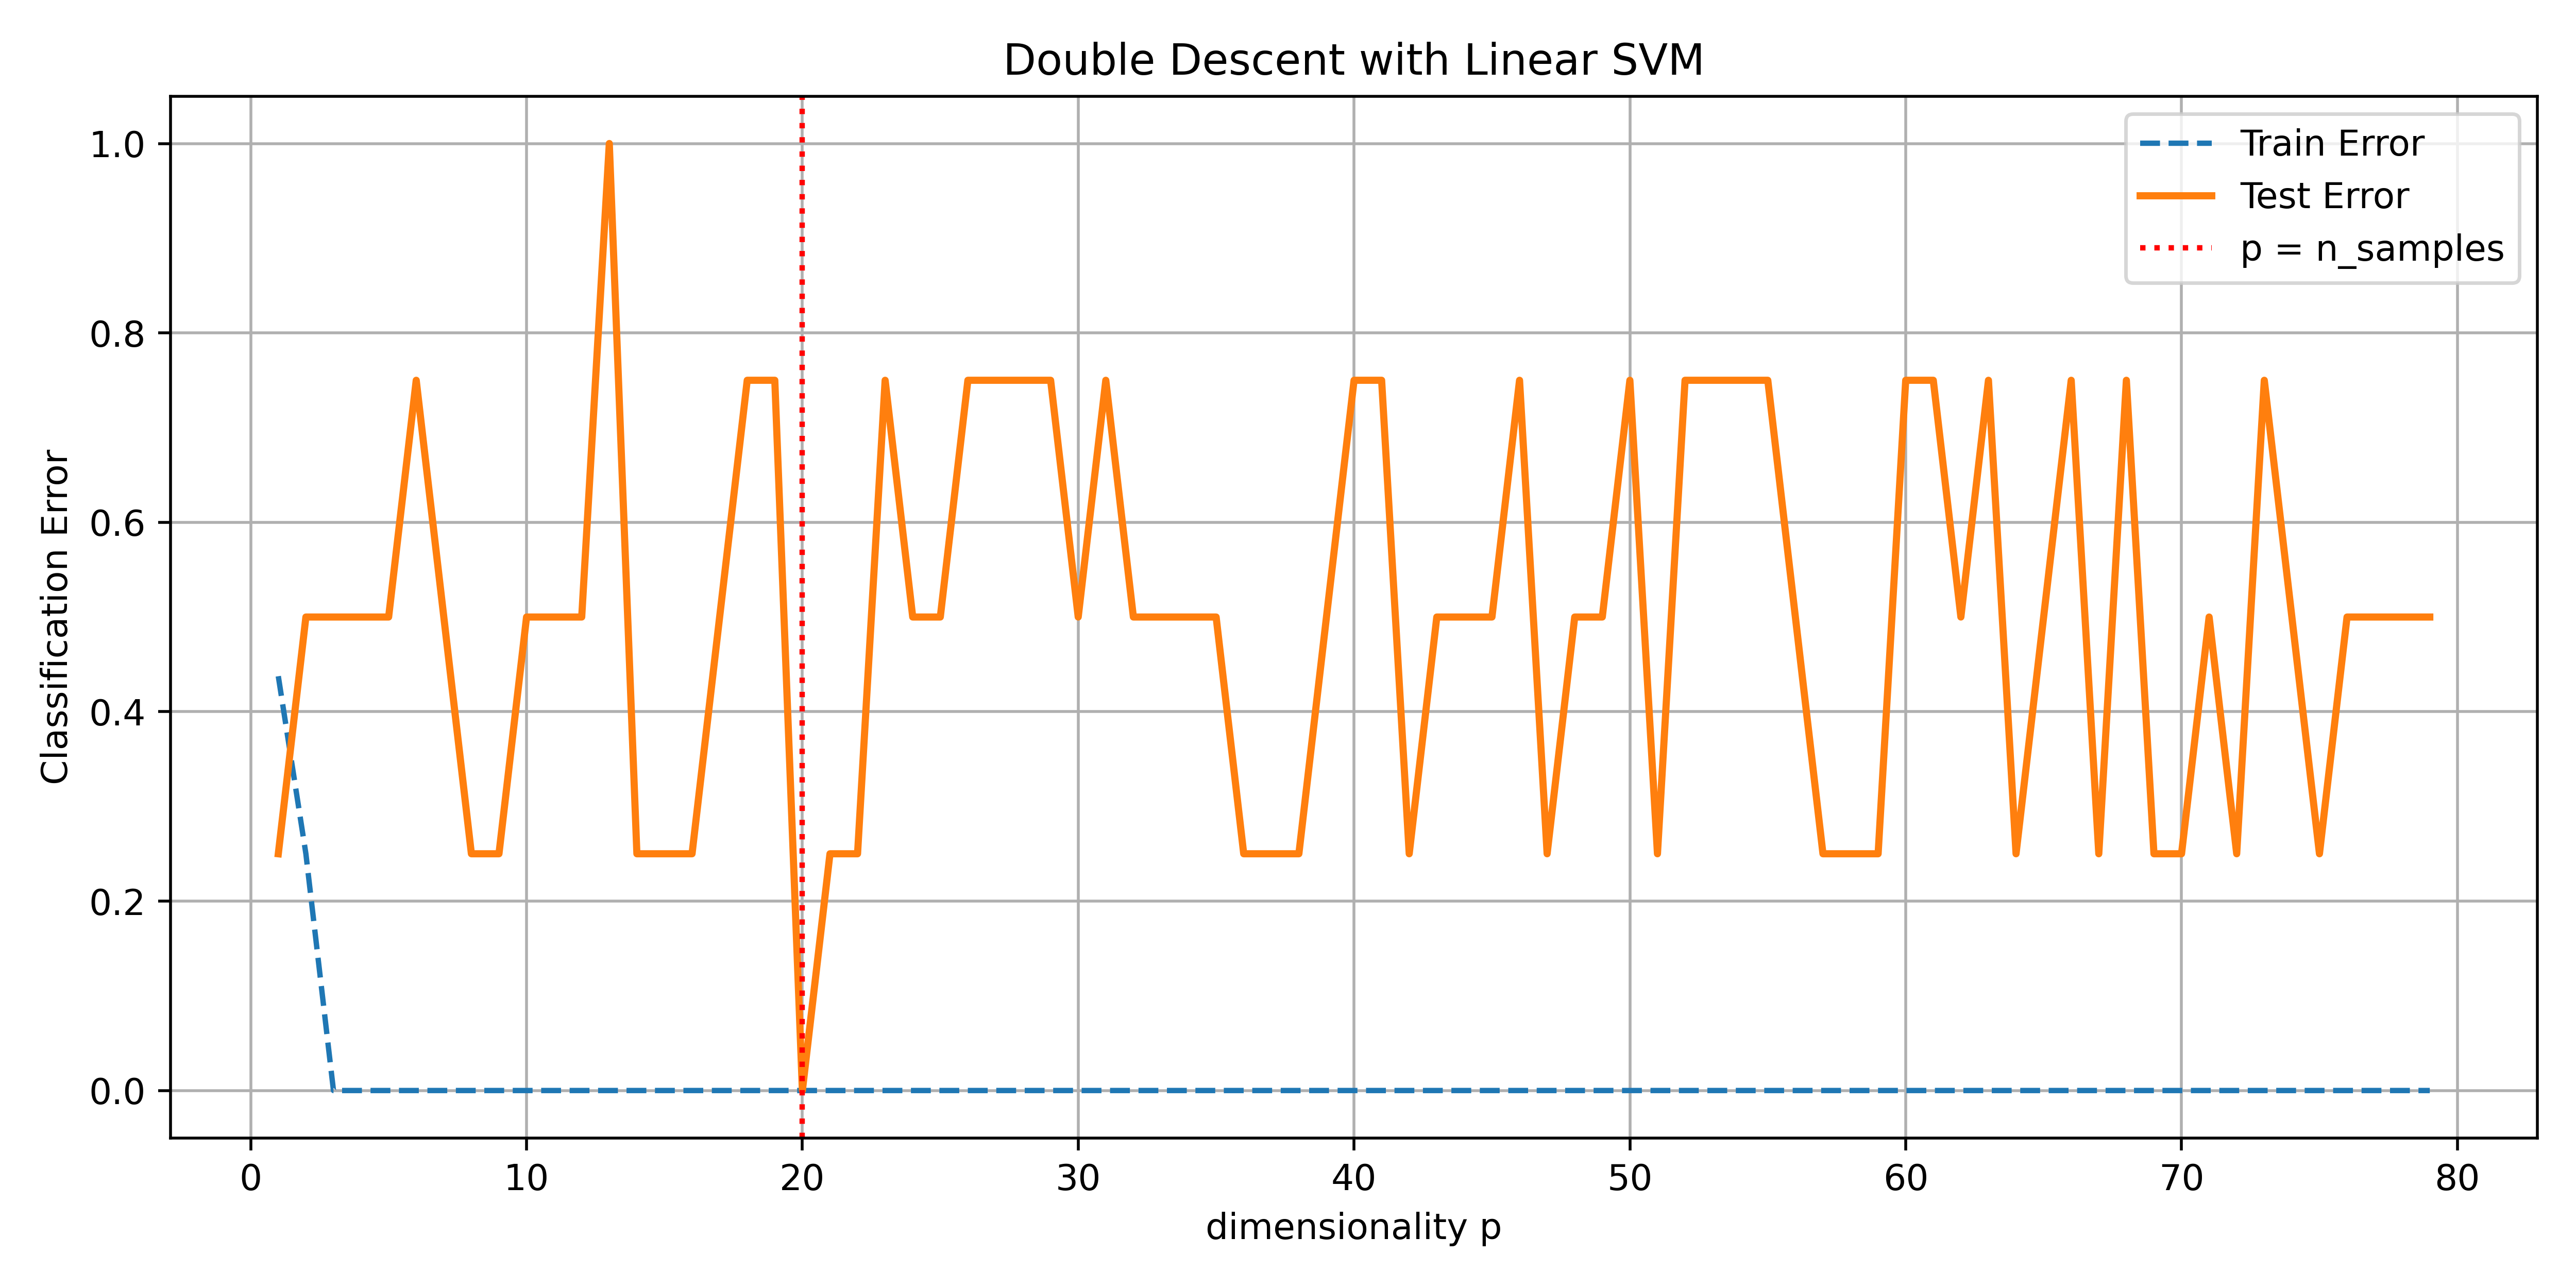 Double Descent with Linear SVM
Classification Error
1.0
0.8
0.6
0.4
0.2
0.0
Train Error
Test Error
p = n_samples
0 10 20 30 40 50 60 70 80
dimensionality p